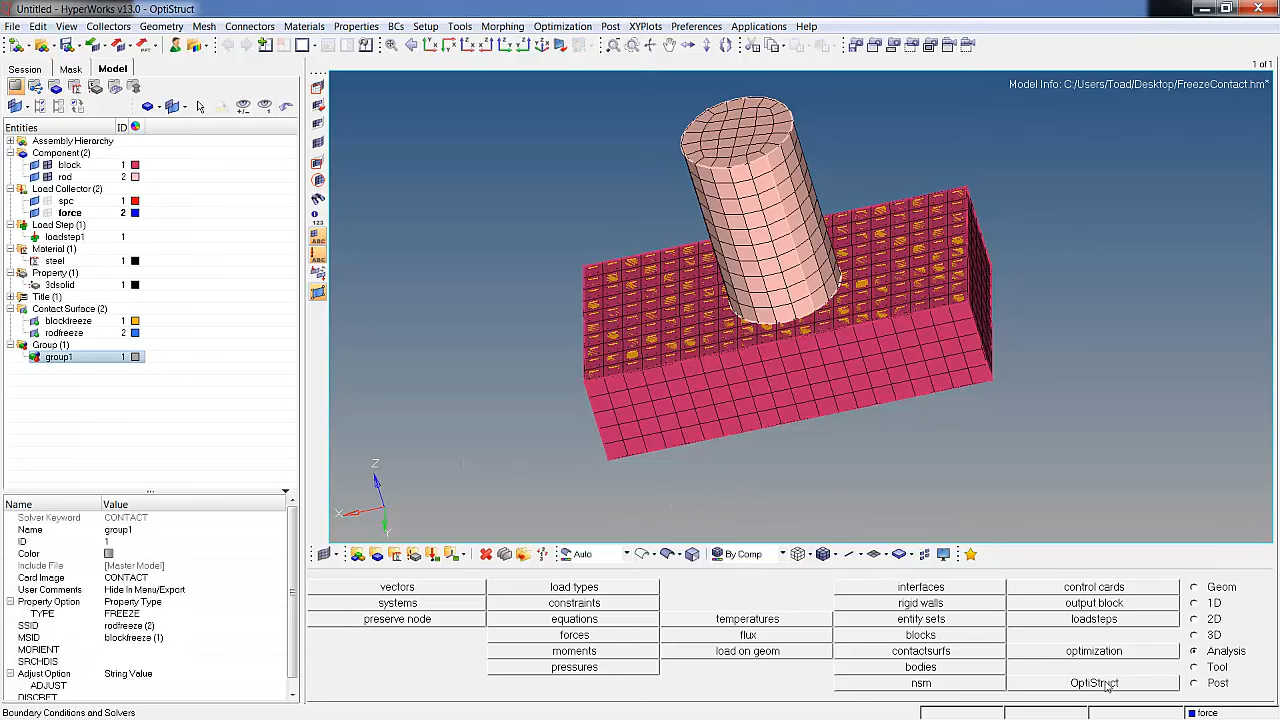 Untitled - HyperWorks v13.0 - OptiStruct
File Edit View Collectors Geometry Mesh Connectors Materials Properties BCs Setup Tools Morphing Optimization Post XYPlots Preferences Applications Help
Session Mask Model
1 of 1
Model Info: C:/Users/Toad/Desktop/FreezeContact.hm*
Entities ID
Assembly Hierarchy
Component (2)
block 1
rod 2
Load Collector (2)
spc 1
force 2
Load Step (1)
loadstep1 1
Material (1)
steel 1
Property (1)
3dsolid 1
Title (1)
Contact Surface (2)
blockfreeze 1
rodfreeze 2
Group (1)
group1 1
123
ABC
ABC
Z
X
Y
Name Value
Solver Keyword CONTACT
Name group1
ID 1
Color
Include File [Master Model]
Card Image CONTACT
User Comments Hide In Menu/Export
Property Option Property Type
TYPE FREEZE
SSID rodfreeze (2)
MSID blockfreeze (1)
MORIENT
SRCHDIS
Adjust Option String Value
ADJUST
DISCRET
Auto By Comp
vectors load types interfaces control cards Geom
systems constraints rigid walls output block 1D
preserve node equations temperatures entity sets loadsteps 2D
forces flux blocks 3D
moments load on geom contactsurfs optimization Analysis
pressures bodies Tool
nsm OptiStruct Post
Boundary Conditions and Solvers force